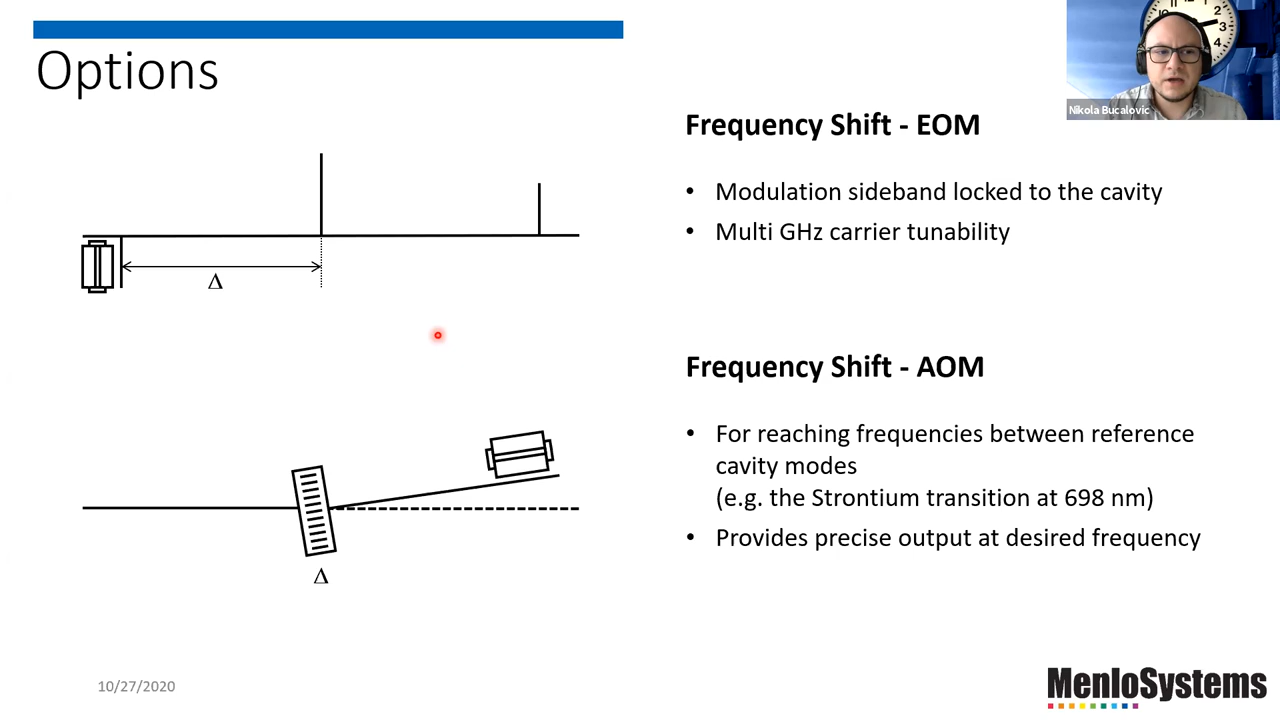 Options
Nikola Bucalovic
Frequency Shift - EOM
• Modulation sideband locked to the cavity
• Multi GHz carrier tunability
Δ
Frequency Shift - AOM
• For reaching frequencies between reference
cavity modes
(e.g. the Strontium transition at 698 nm)
• Provides precise output at desired frequency
Δ
10/27/2020
MenloSystems